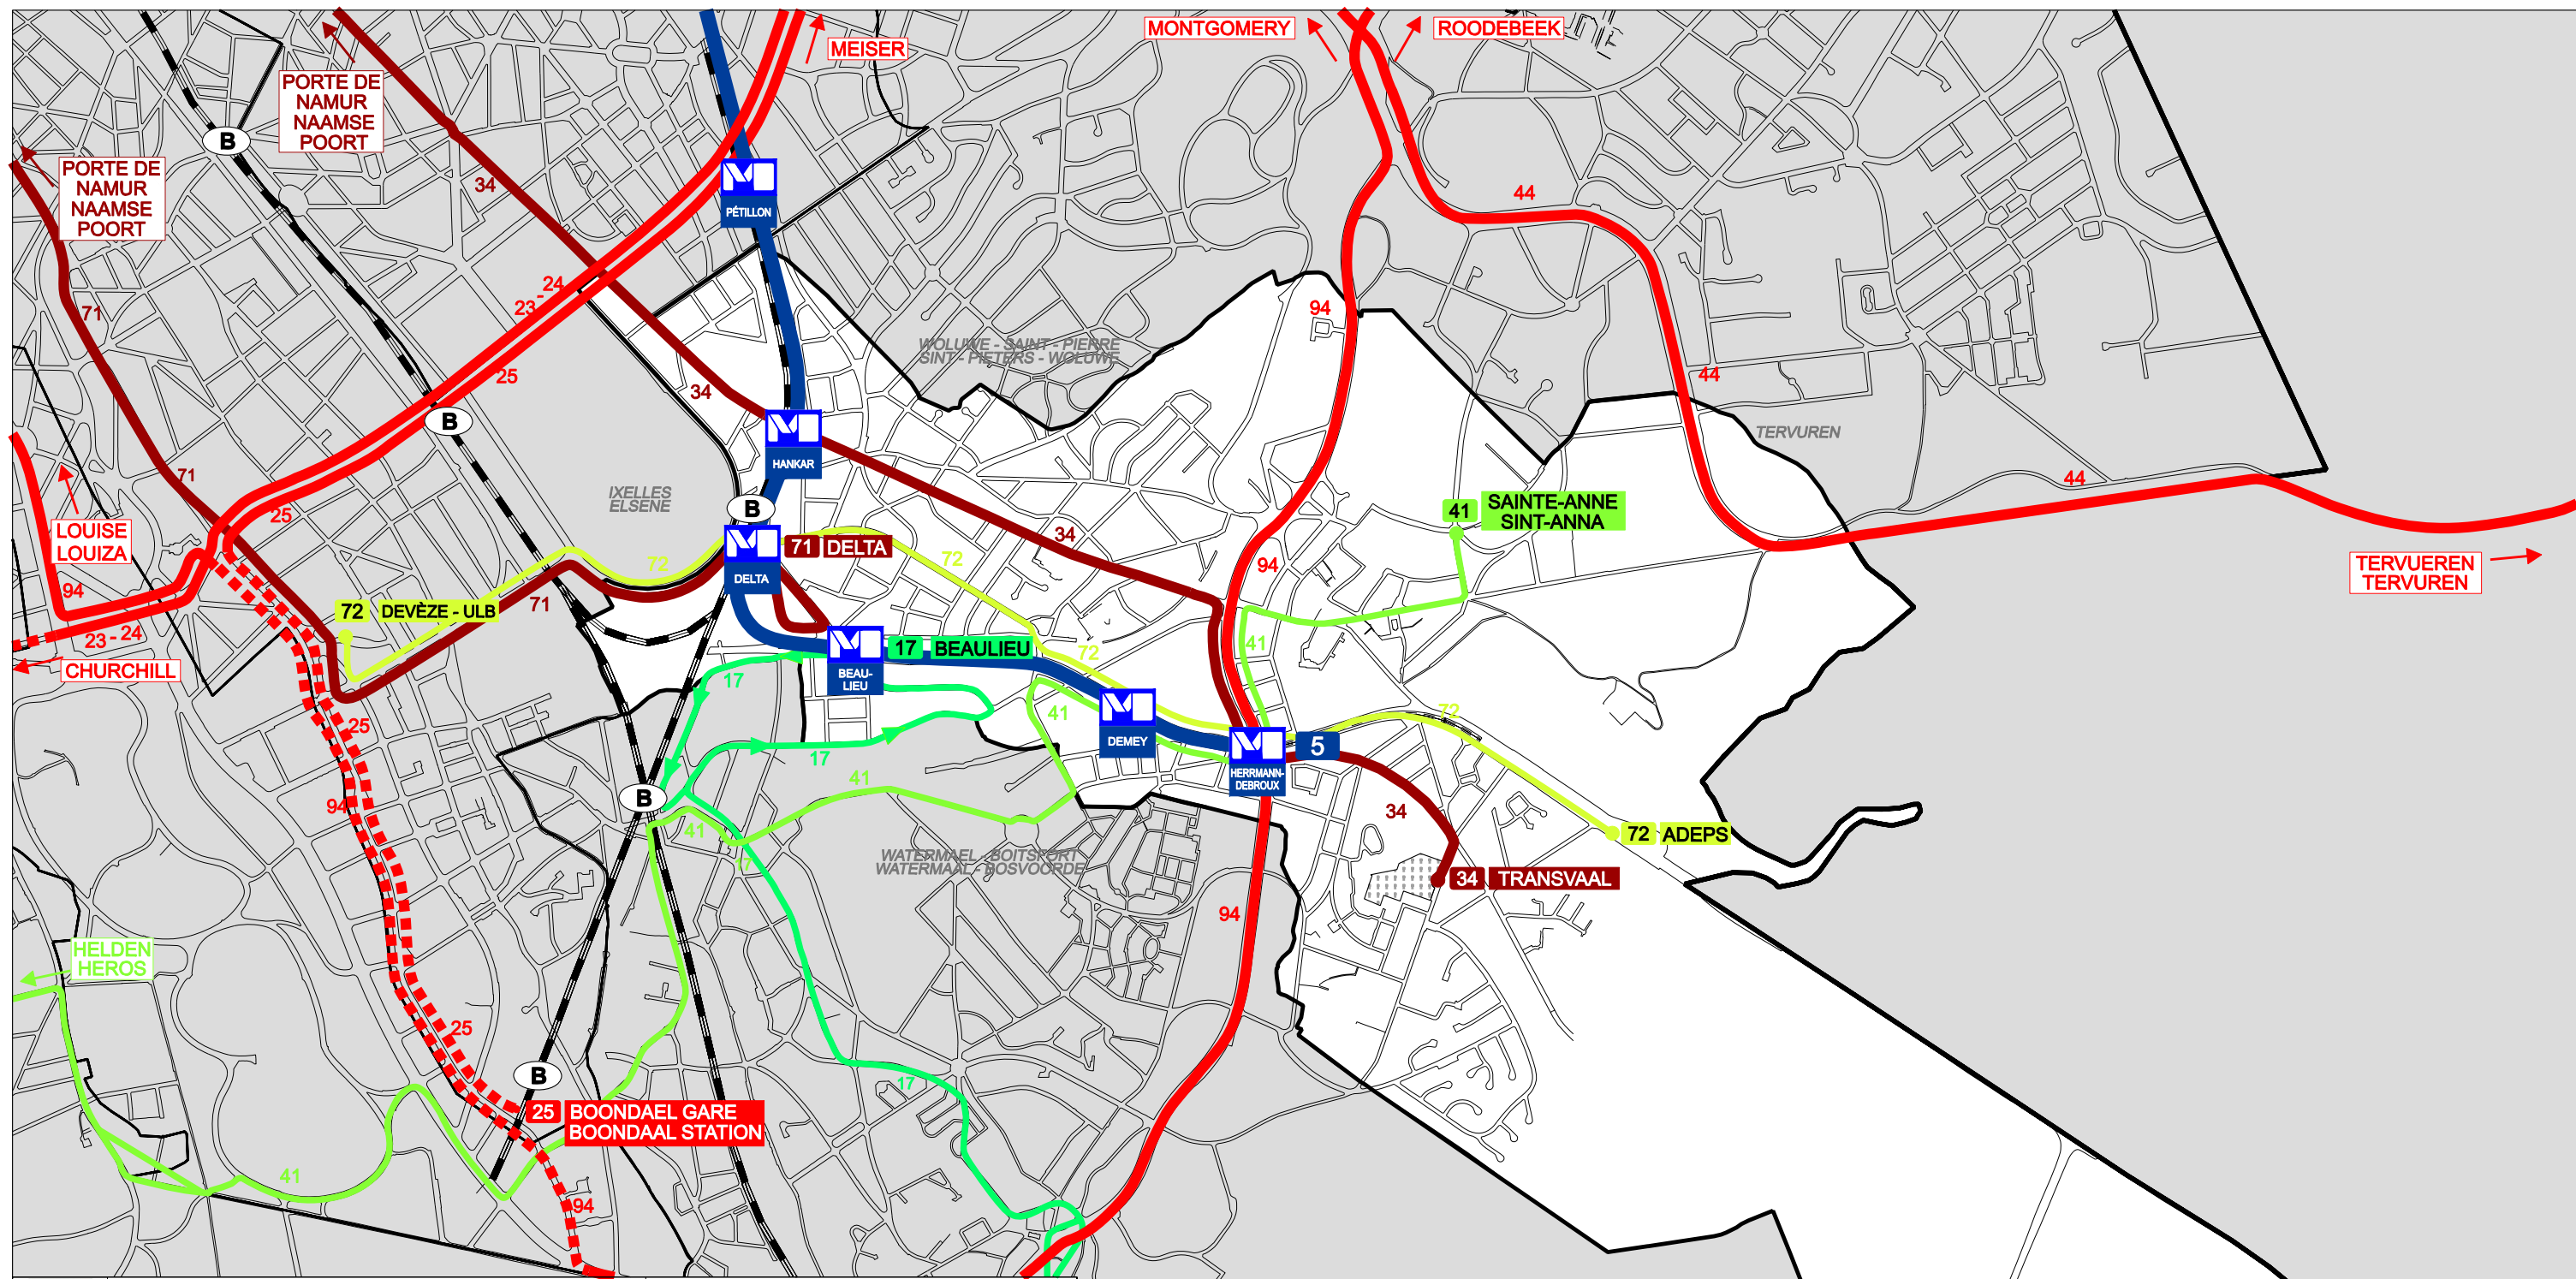 MONTGOMERY
ROODEBEEK
MEISER
PORTE DE
NAMUR
NAAMSE
POORT
B
PORTE DE
NAMUR
NAAMSE
POORT
34
44
PÉTILLON
71
23 - 24
94
WOLUWE - SAINT - PIERRE
SINT - PIETERS - WOLUWE
25
34
44
B
TERVUREN
HANKAR
71
44
IXELLES
ELSENE
B
41
SAINTE-ANNE
SINT-ANNA
25
LOUISE
LOUIZA
34
71 DELTA
72
72
94
DELTA
TERVUEREN
TERVUREN
94
71
72 DEVÈZE - ULB
23 - 24
41
17 BEAULIEU
72
CHURCHILL
BEAU-
LIEU
17
41
72
25
DEMEY
5
17
HERRMANN-
DEBROUX
41
B
94
34
41
72 ADEPS
17
WATERMAEL - BOITSFORT
WATERMAAL - BOSVOORDE
34 TRANSVAAL
94
HELDEN
HEROS
25
B
17
25 BOONDAEL GARE
BOONDAAL STATION
41
94